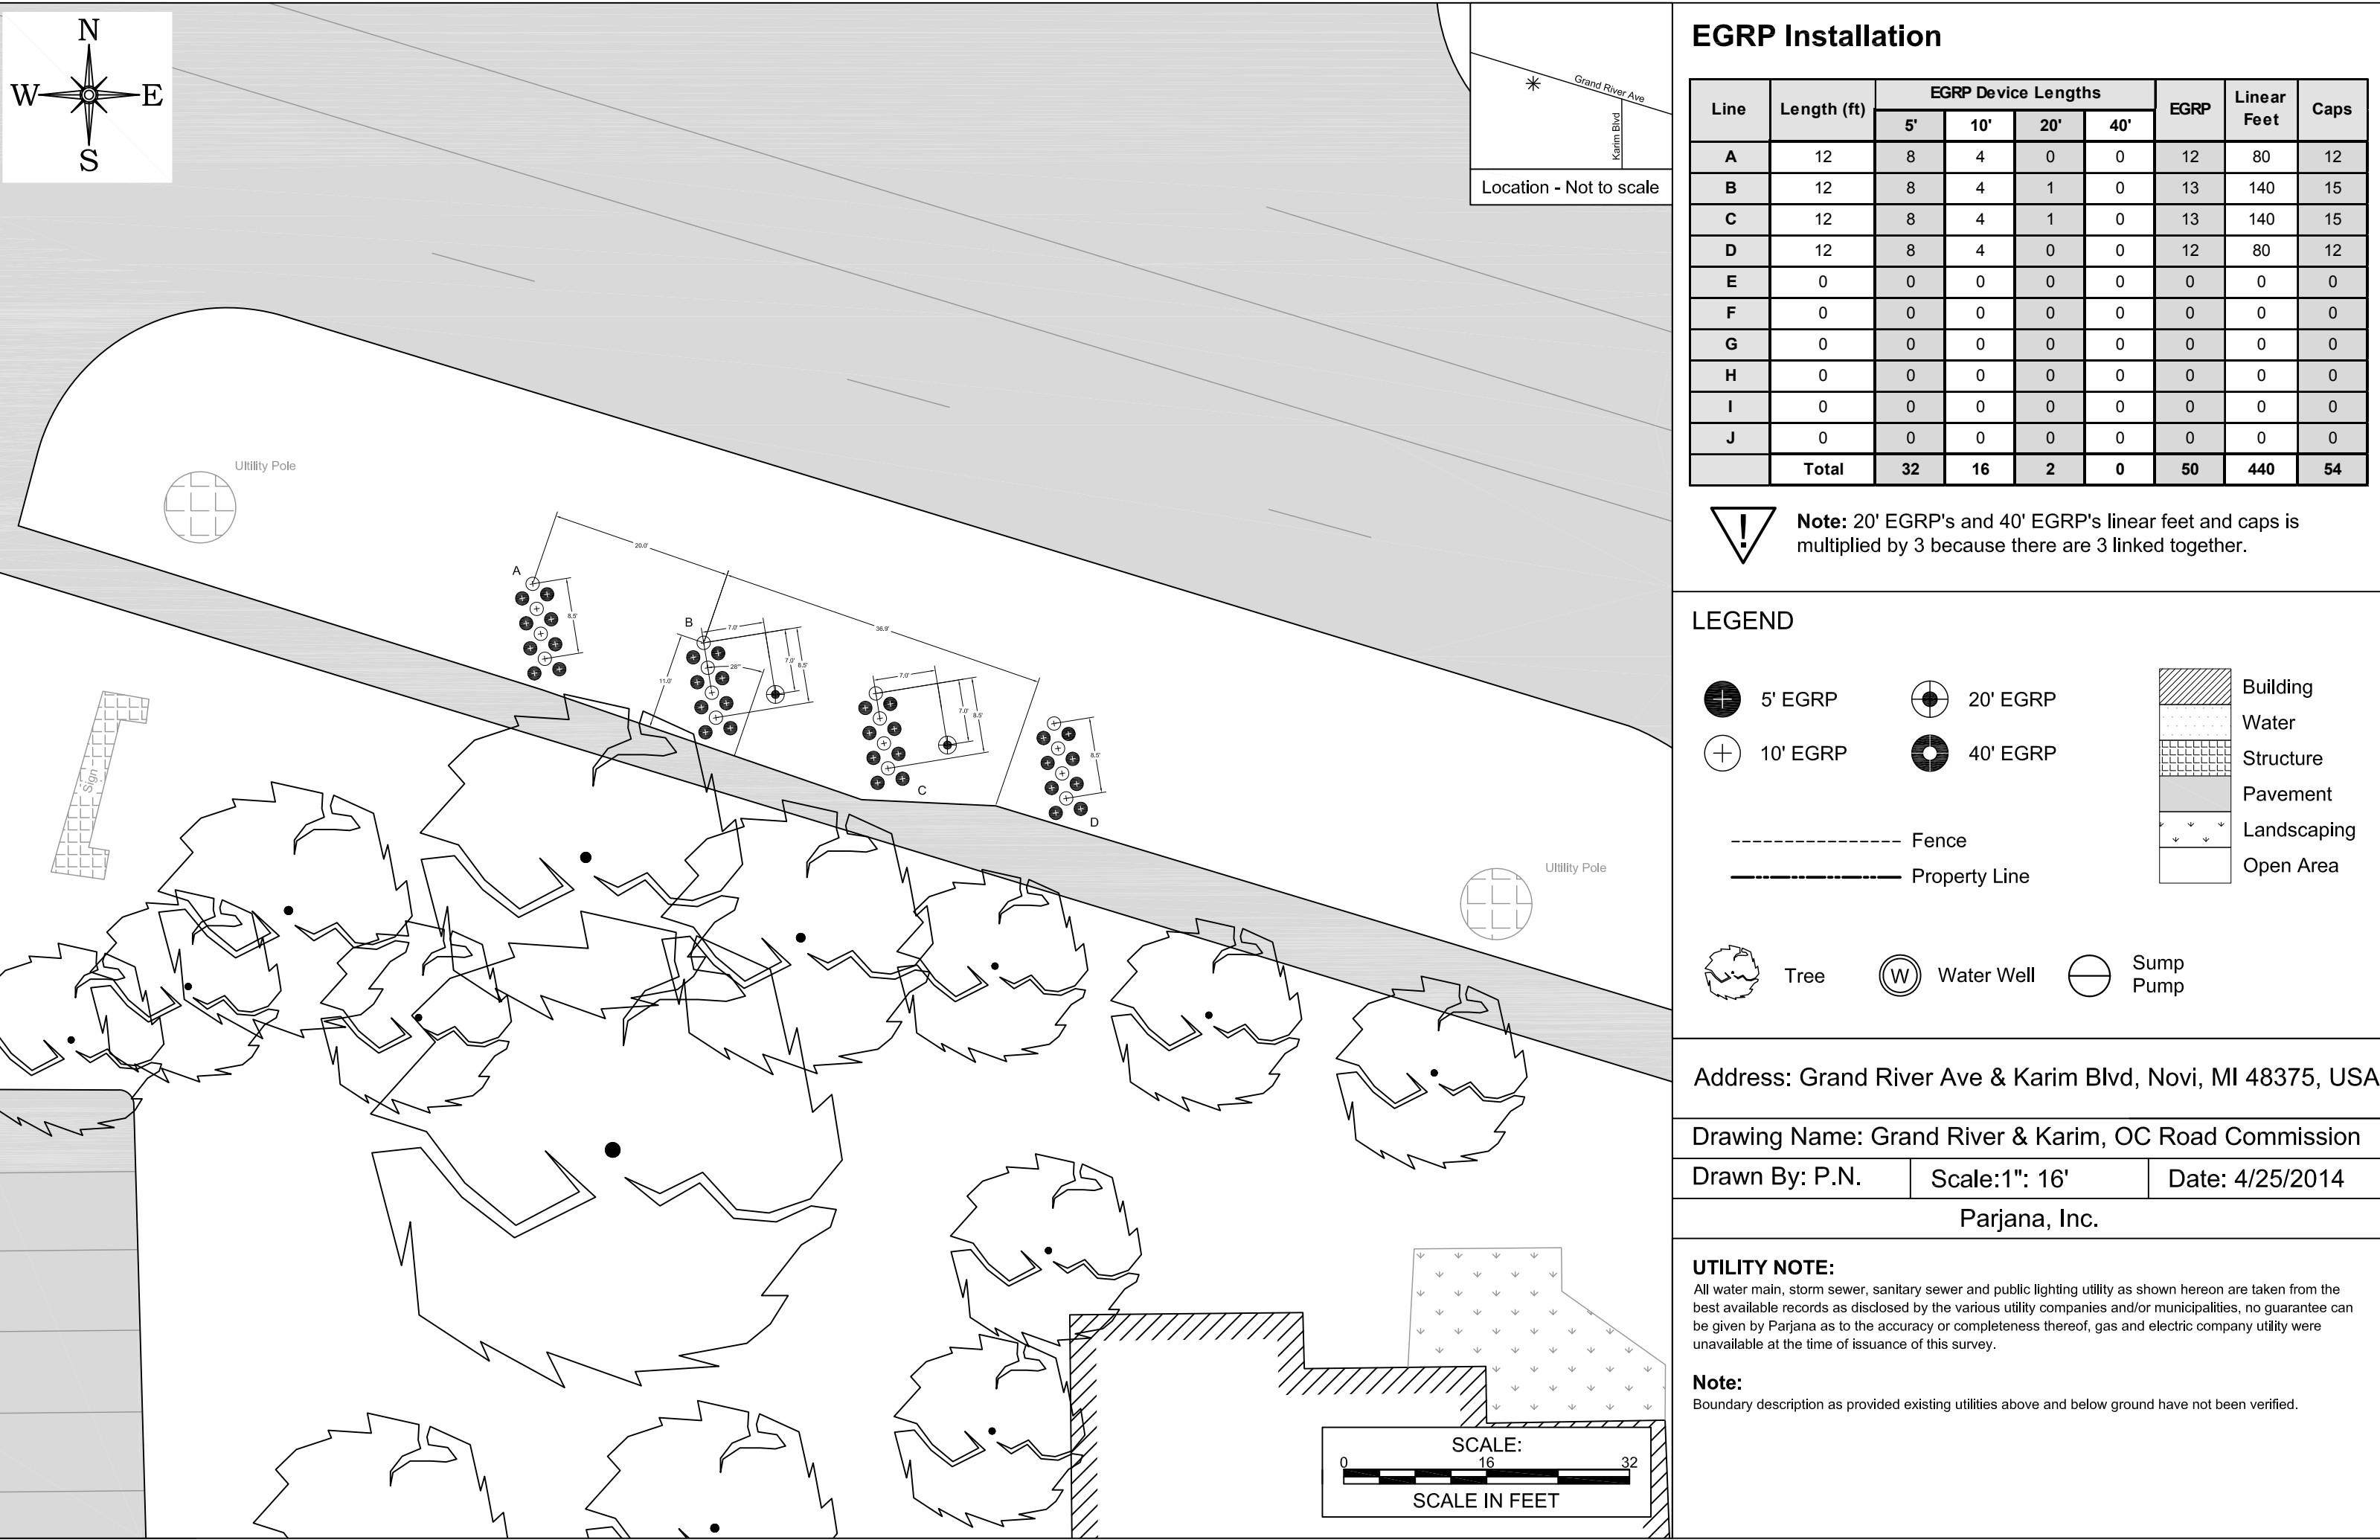 N
W E
S
Grand River Ave
Karim Blvd
Location - Not to scale
Ultility Pole
A
20.0'
8.5'
B
7.0'
36.9'
28"
7.0'
8.5'
11.0'
7.0'
7.0'
8.5'
C
8.5'
D
Sign
Ultility Pole
SCALE:
0 16 32
SCALE IN FEET
EGRP Installation
Line Length (ft) EGRP Device Lengths EGRP Linear Feet Caps
5' 10' 20' 40'
A 12 8 4 0 0 12 80 12
B 12 8 4 1 0 13 140 15
C 12 8 4 1 0 13 140 15
D 12 8 4 0 0 12 80 12
E 0 0 0 0 0 0 0 0
F 0 0 0 0 0 0 0 0
G 0 0 0 0 0 0 0 0
H 0 0 0 0 0 0 0 0
I 0 0 0 0 0 0 0 0
J 0 0 0 0 0 0 0 0
Total 32 16 2 0 50 440 54
! Note: 20' EGRP's and 40' EGRP's linear feet and caps is
multiplied by 3 because there are 3 linked together.
LEGEND
5' EGRP 20' EGRP
10' EGRP 40' EGRP
Building
Water
Structure
Pavement
Landscaping
Open Area
Fence
Property Line
Tree
W Water Well
Sump
Pump
Address: Grand River Ave & Karim Blvd, Novi, MI 48375, USA
Drawing Name: Grand River & Karim, OC Road Commission
Drawn By: P.N. Scale:1": 16' Date: 4/25/2014
Parjana, Inc.
UTILITY NOTE:
All water main, storm sewer, sanitary sewer and public lighting utility as shown hereon are taken from the
best available records as disclosed by the various utility companies and/or municipalities, no guarantee can
be given by Parjana as to the accuracy or completeness thereof, gas and electric company utility were
unavailable at the time of issuance of this survey.
Note:
Boundary description as provided existing utilities above and below ground have not been verified.